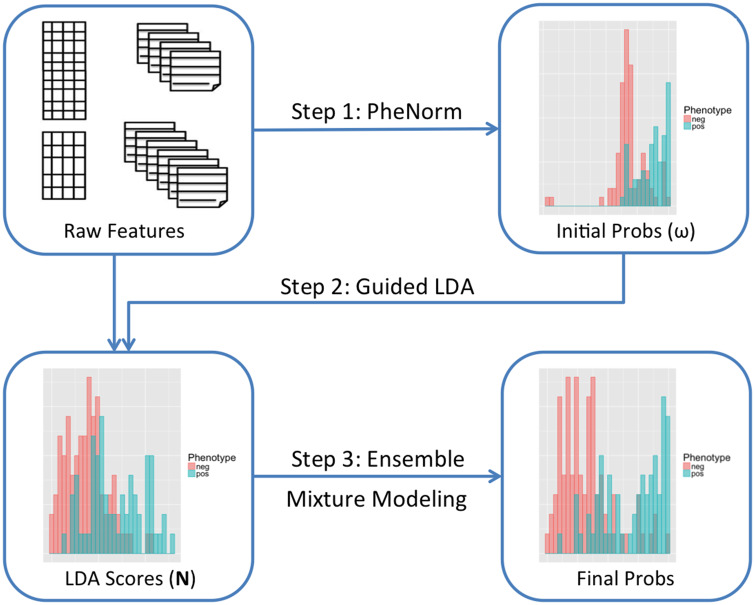 Raw Features
Step 1: PheNorm
Phenotype
neg
pos
Initial Probs (ω)
Step 2: Guided LDA
Phenotype
neg
pos
LDA Scores (N)
Step 3: Ensemble
Mixture Modeling
Phenotype
neg
pos
Final Probs